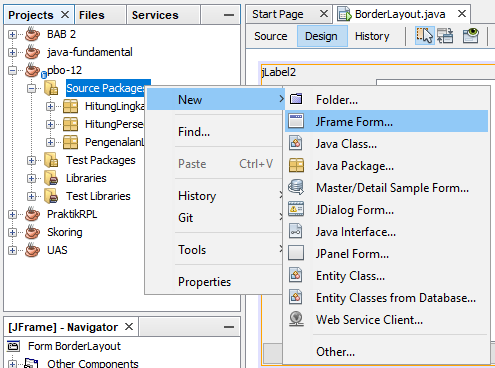 Projects
Files
Services
BAB 2
java-fundamental
pbo-12
Source Packages
HitungLingka
HitungPerse
PengenalanL
Test Packages
Libraries
Test Libraries
PraktikRPL
Skoring
UAS
[JFrame] - Navigator
Form BorderLayout
Other Components
Start Page
BorderLayout.java
Source
Design
History
jLabel2
New
Find...
Paste Ctrl+V
History
Git
Tools
Properties
Folder...
JFrame Form...
Java Class...
Java Package...
Master/Detail Sample Form...
JDialog Form...
Java Interface...
JPanel Form...
Entity Class...
Entity Classes from Database...
Web Service Client...
Other...